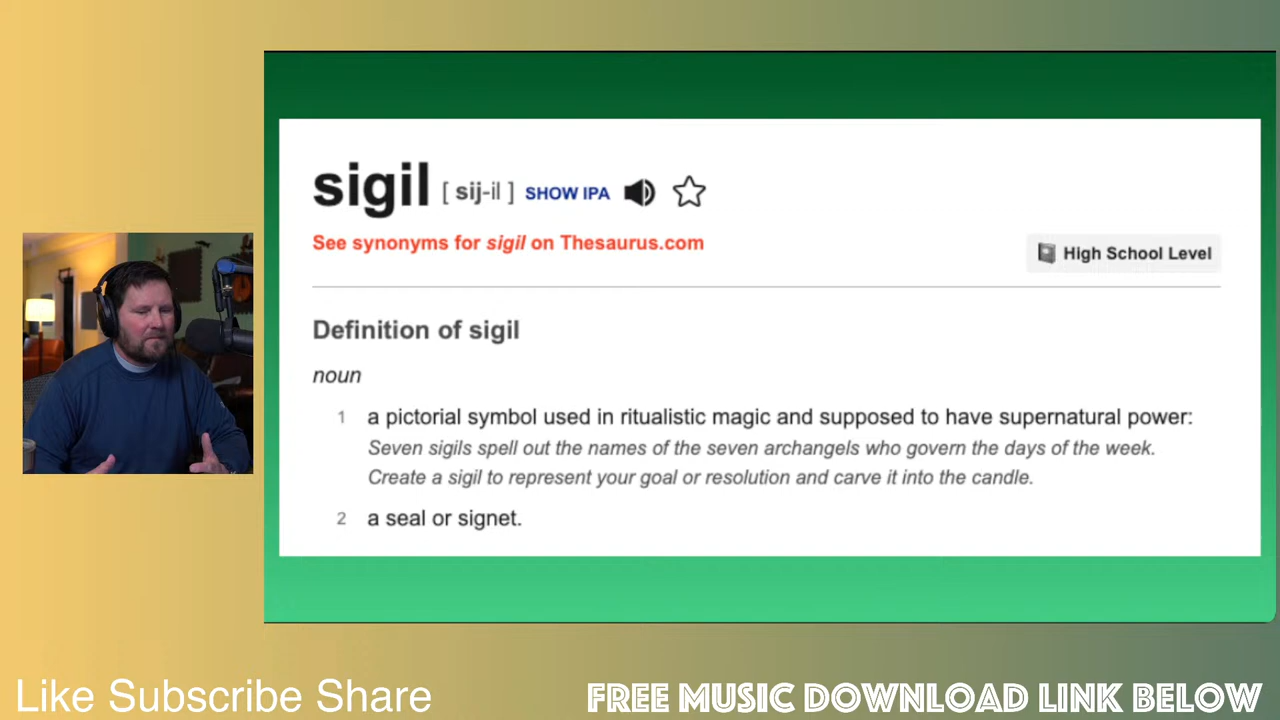 sigil [ sij-il ] SHOW IPA
See synonyms for sigil on Thesaurus.com
High School Level
Definition of sigil
noun
1 a pictorial symbol used in ritualistic magic and supposed to have supernatural power:
Seven sigils spell out the names of the seven archangels who govern the days of the week.
Create a sigil to represent your goal or resolution and carve it into the candle.
2 a seal or signet.
Like Subscribe Share
FREE MUSIC DOWNLOAD LINK BELOW